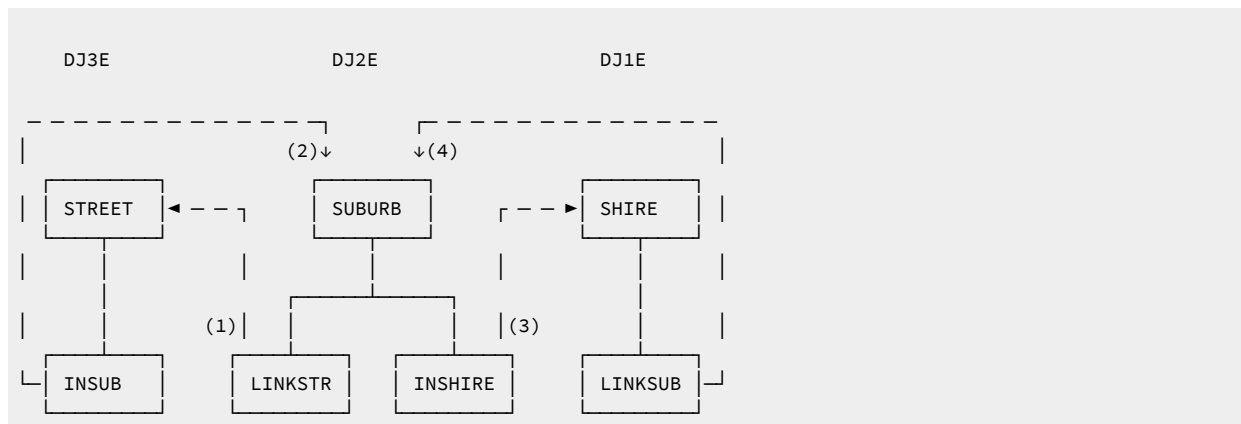 DJ3E DJ2E DJ1E
(2) (4)
STREET SUBURB SHIRE
(1) (3)
INSUB LINKSTR INSHIRE LINKSUB